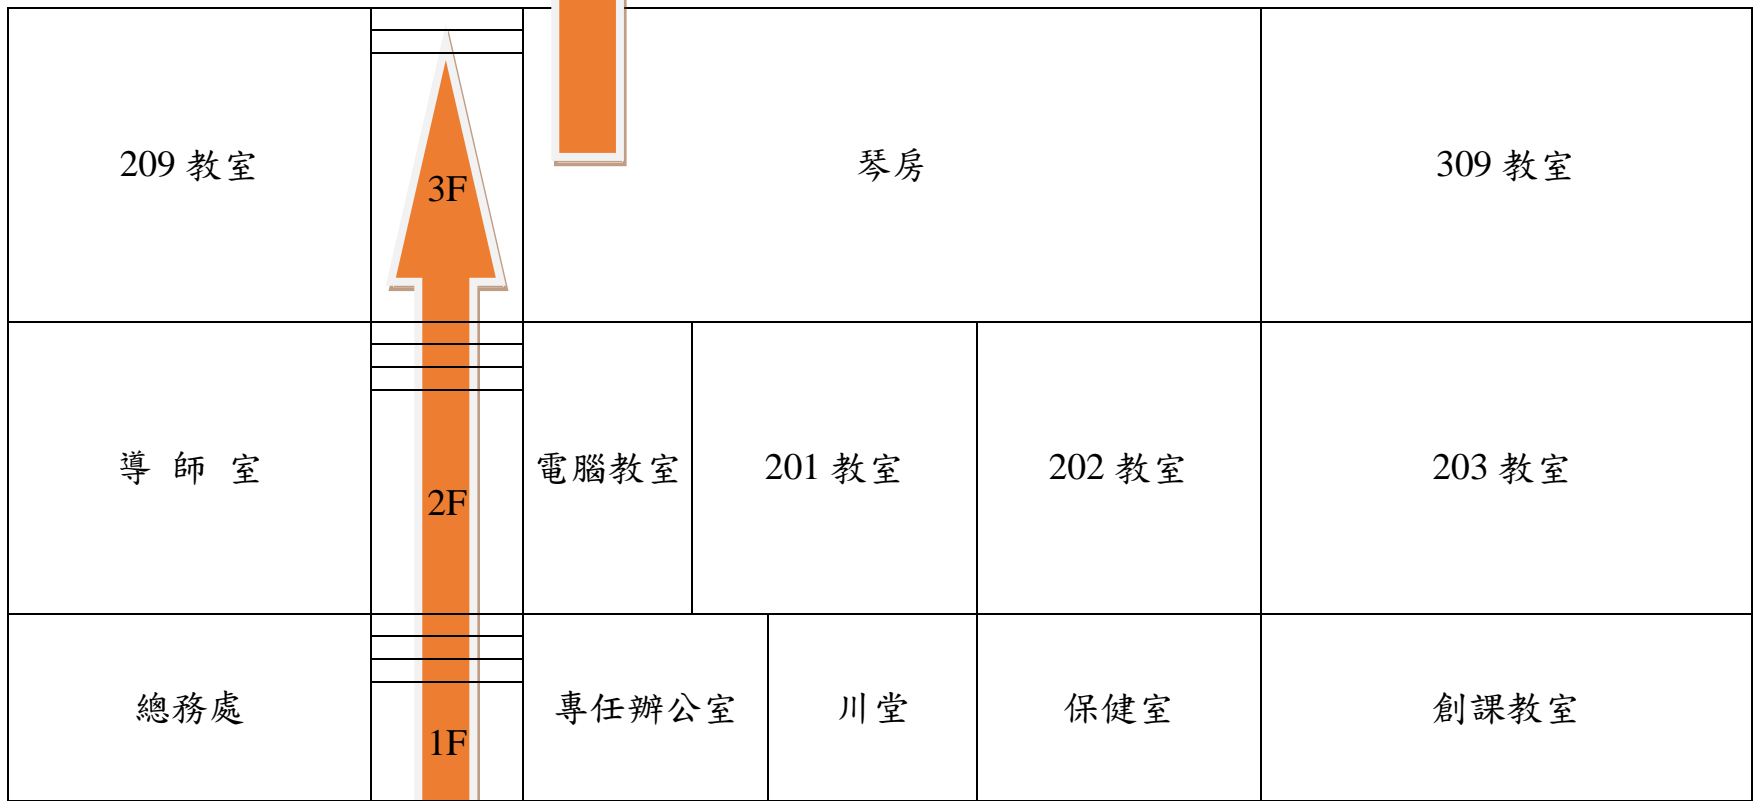 209 教室
3F
琴房
309 教室
導 師 室
2F
電腦教室
201 教室
202 教室
203 教室
總務處
1F
專任辦公室
川堂
保健室
創課教室